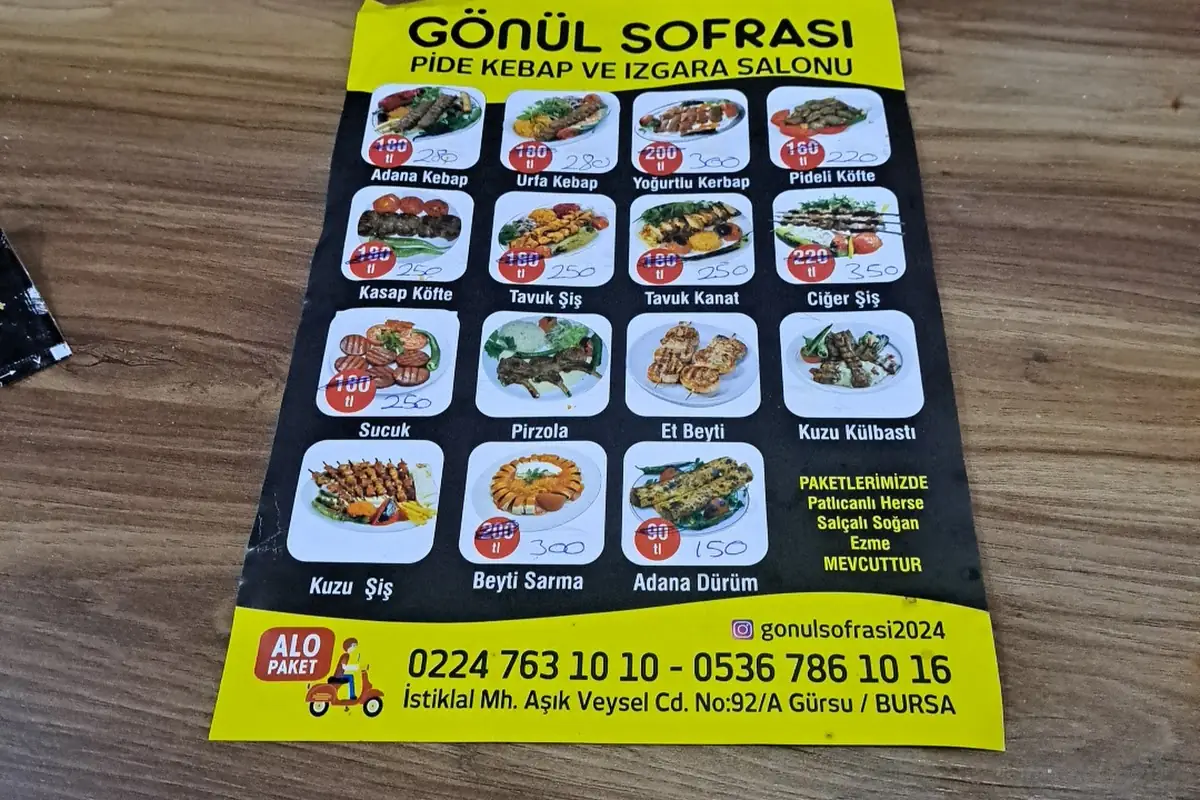 GÖNÜL SOFRASI
PİDE KEBAP VE IZGARA SALONU
180 tl 280
180 tl 280
200 tl 300
160 tl 220
Adana Kebap
Urfa Kebap
Yoğurtlu Kerbap
Pideli Köfte
180 tl 250
180 tl 250
180 tl 250
220 tl 350
Kasap Köfte
Tavuk Şiş
Tavuk Kanat
Ciğer Şiş
180 tl 250
Sucuk
Pirzola
Et Beyti
Kuzu Külbastı
200 tl 300
90 tl 150
Kuzu Şiş
Beyti Sarma
Adana Dürüm
PAKETLERİMİZDE
Patlıcanlı Herse
Salçalı Soğan
Ezme
MEVCUTTUR
ALO
PAKET
gonulsofrasi2024
0224 763 10 10 - 0536 786 10 16
İstiklal Mh. Aşık Veysel Cd. No:92/A Gürsu / BURSA